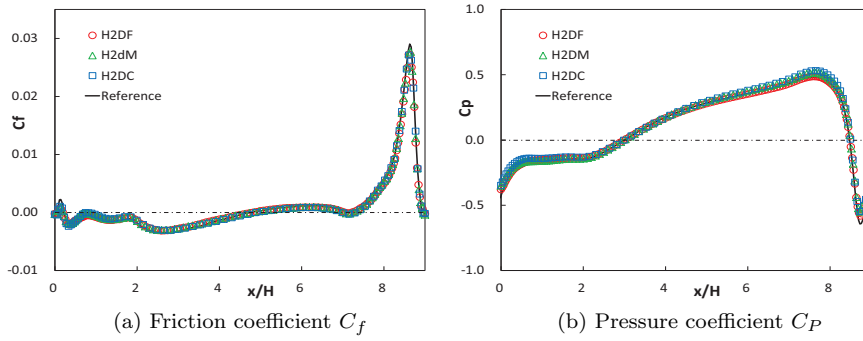 0.03
0.02
0.01
0.00
-0.01
Cf
H2DF
H2dM
H2DC
Reference
0 2 4 6 8
x/H
(a) Friction coefficient C_f
1.0
0.5
0.0
-0.5
-1.0
Cp
H2DF
H2DM
H2DC
Reference
0 2 4 6 8
x/H
(b) Pressure coefficient C_P